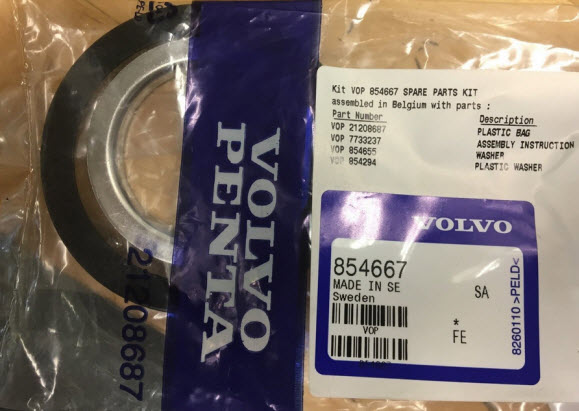 Kit VOP 854667 SPARE PARTS KIT
assembled in Belgium with parts :
Part Number Description
VOP 21208687 PLASTIC BAG
VOP 7733237 ASSEMBLY INSTRUCTION
VOP 854655 WASHER
VOP 854294 PLASTIC WASHER
VOLVO
PENTA
21208687
VOLVO
854667
MADE IN SE
Sweden
SA
VOP
*
FE
8260110 >PELD<